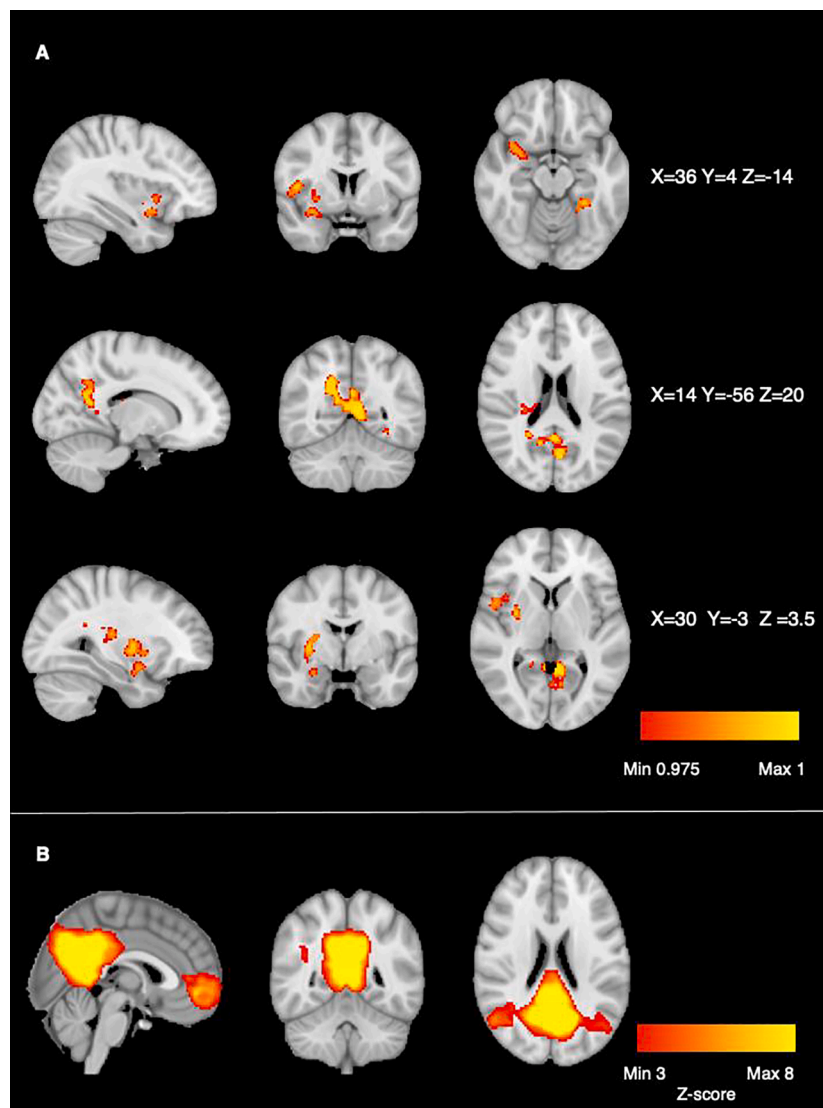 A
X=36 Y=4 Z=-14
X=14 Y=-56 Z=20
X=30 Y=-3 Z =3.5
Min 0.975 Max 1
B
Min 3 Max 8
Z-score